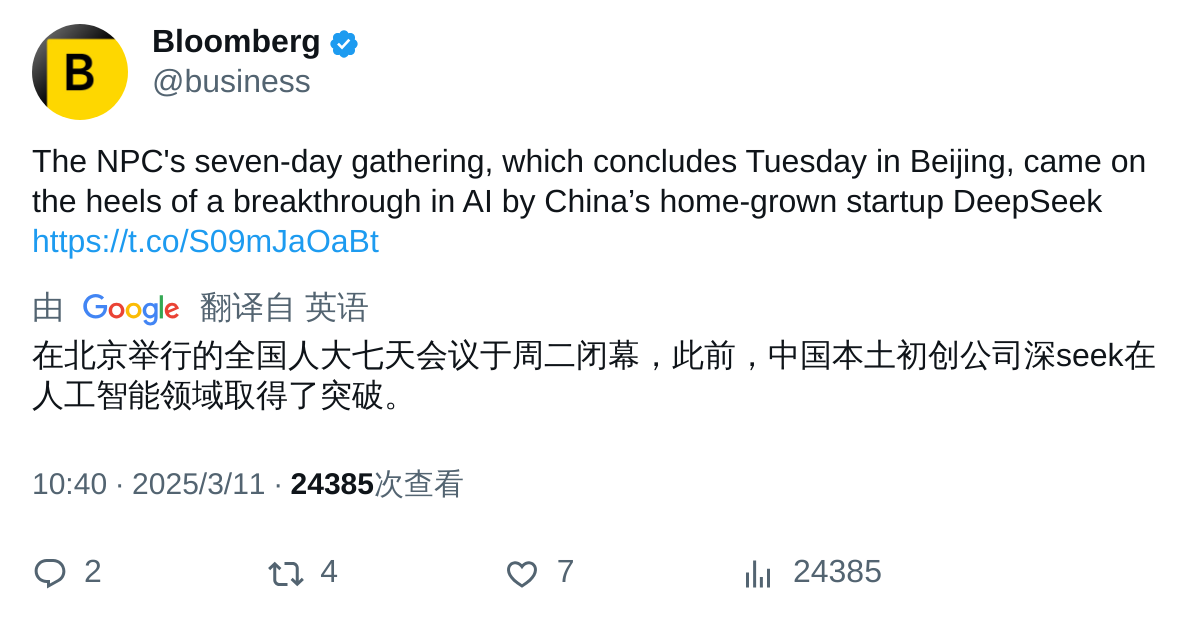 B
Bloomberg
@business
The NPC's seven-day gathering, which concludes Tuesday in Beijing, came on
the heels of a breakthrough in AI by China’s home-grown startup DeepSeek
https://t.co/S09mJaOaBt
由 Google 翻译自 英语
在北京举行的全国人大七天会议于周二闭幕，此前，中国本土初创公司深seek在
人工智能领域取得了突破。
10:40 · 2025/3/11 · 24385次查看
2 4 7 24385